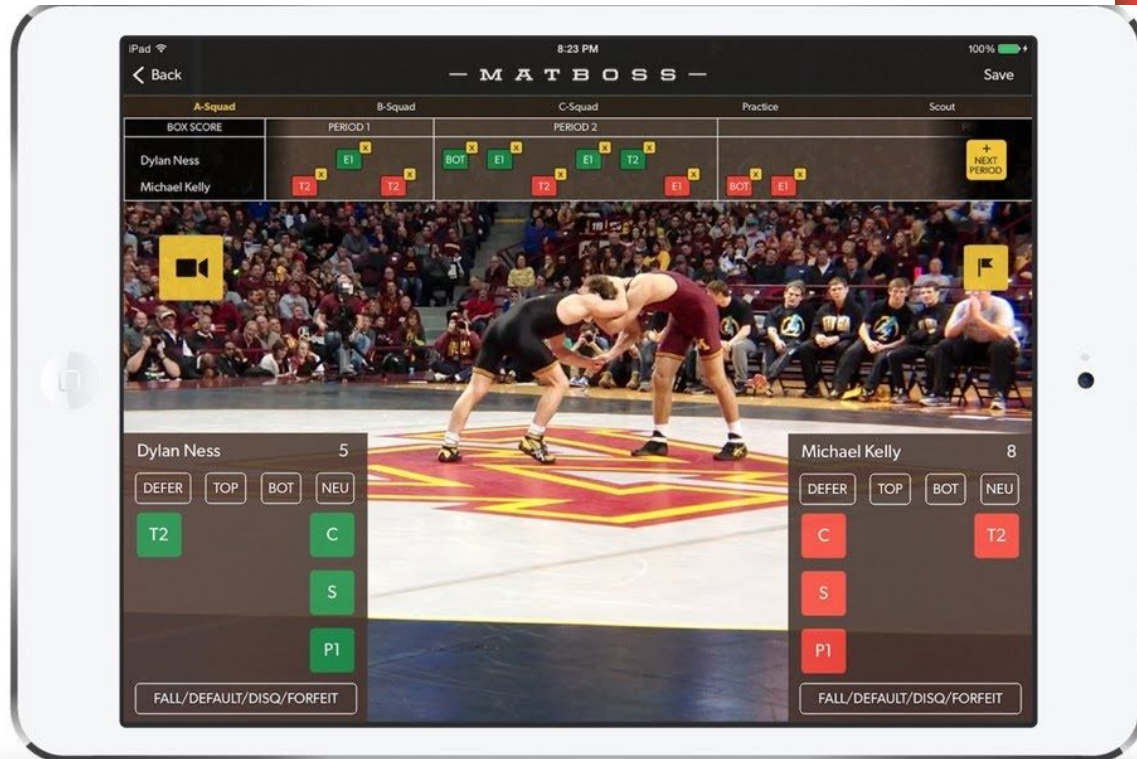 iPad 8:23 PM 100%
Back — MATBOSS — Save
A-Squad B-Squad C-Squad Practice Scout
BOX SCORE PERIOD 1 PERIOD 2
Dylan Ness E1 x BOT x E1 x E1 x T2 x
+ NEXT PERIOD
Michael Kelly T2 x T2 x T2 x E1 x BOT x E1 x
Dylan Ness 5
DEFER TOP BOT NEU
T2 C
S
P1
FALL/DEFAULT/DISQ/FORFEIT
Michael Kelly 8
DEFER TOP BOT NEU
C T2
S
P1
FALL/DEFAULT/DISQ/FORFEIT